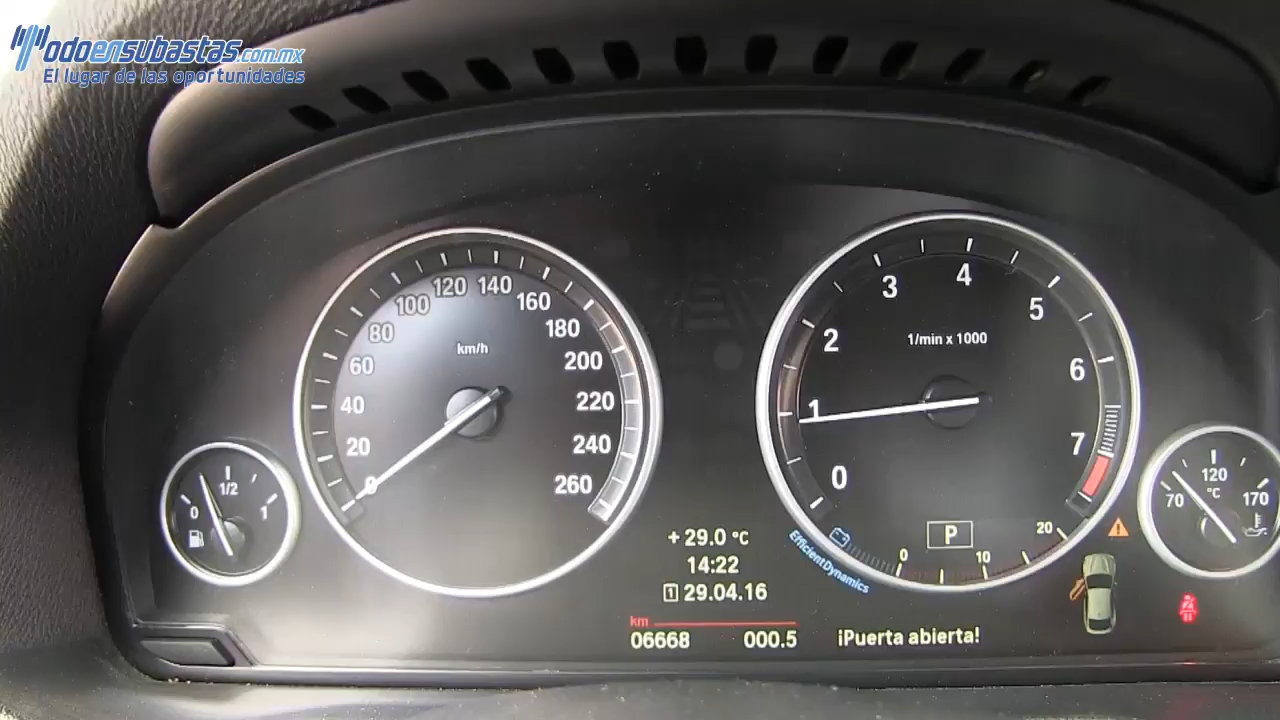 Todoensubastas.com.mx
El lugar de las oportunidades
km/h
0
20
40
60
80
100
120
140
160
180
200
220
240
260
1/min x 1000
0
1
2
3
4
5
6
7
0 1/2 1
70 120 170
°C
EfficientDynamics
0 10 20
P
+ 29.0 °C
14:22
1 29.04.16
km
06668 000.5
¡Puerta abierta!